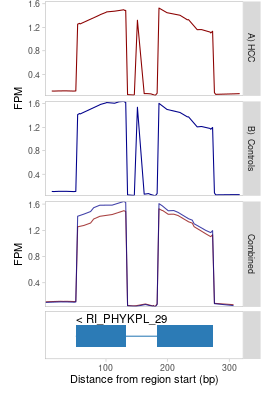 1.6
1.2
0.8
0.4
FPM
A) HCC
1.6
1.2
0.8
0.4
FPM
B) Controls
1.6
1.2
0.8
0.4
FPM
Combined
< RI_PHYKPL_29
100
200
300
Distance from region start (bp)